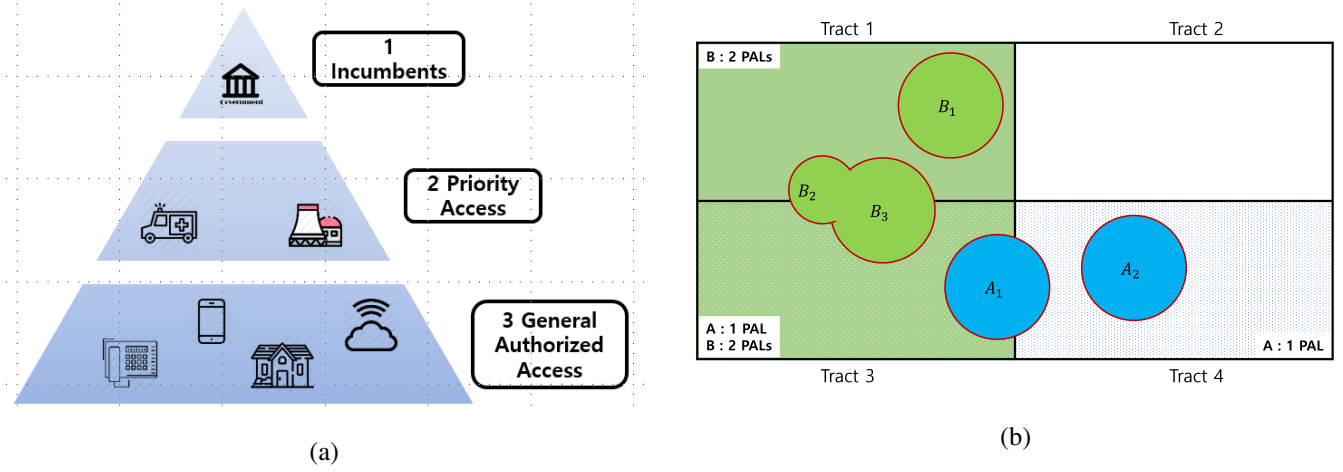 1
Incumbents
Government
2 Priority
Access
3 General
Authorized
Access
(a)
Tract 1
Tract 2
B : 2 PALs
B₁
B₂
B₃
A₁
A₂
A : 1 PAL
B : 2 PALs
A : 1 PAL
Tract 3
Tract 4
(b)